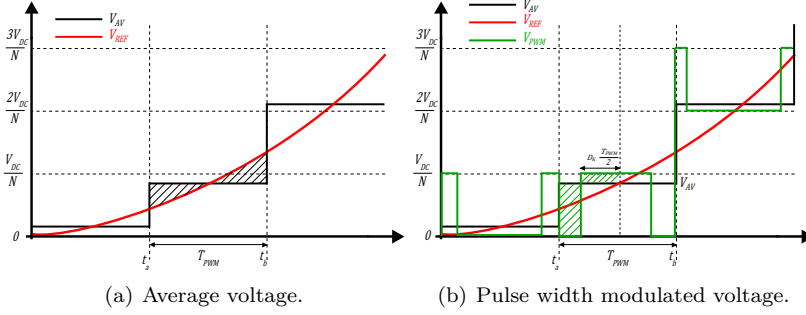 V_AV
V_REF
3V_DC
N
2V_DC
N
V_DC
N
0
t_a
T_PWM
t_b
(a) Average voltage.
V_AV
V_REF
V_PWM
3V_DC
N
2V_DC
N
V_DC
N
0
D_K T_PWM
2
V_AV
t_a
T_PWM
t_b
(b) Pulse width modulated voltage.